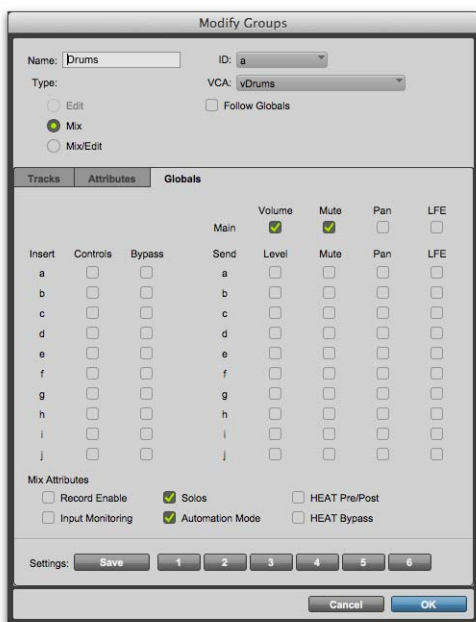 Modify Groups
Name: Drums ID: a
Type: VCA: vDrums
Edit Follow Globals
Mix
Mix/Edit
Tracks Attributes Globals
Volume Mute Pan LFE
Main
Insert Controls Bypass Send Level Mute Pan LFE
a a
b b
c c
d d
e e
f f
g g
h h
i i
j j
Mix Attributes
Record Enable Solos HEAT Pre/Post
Input Monitoring Automation Mode HEAT Bypass
Settings: Save 1 2 3 4 5 6
Cancel OK